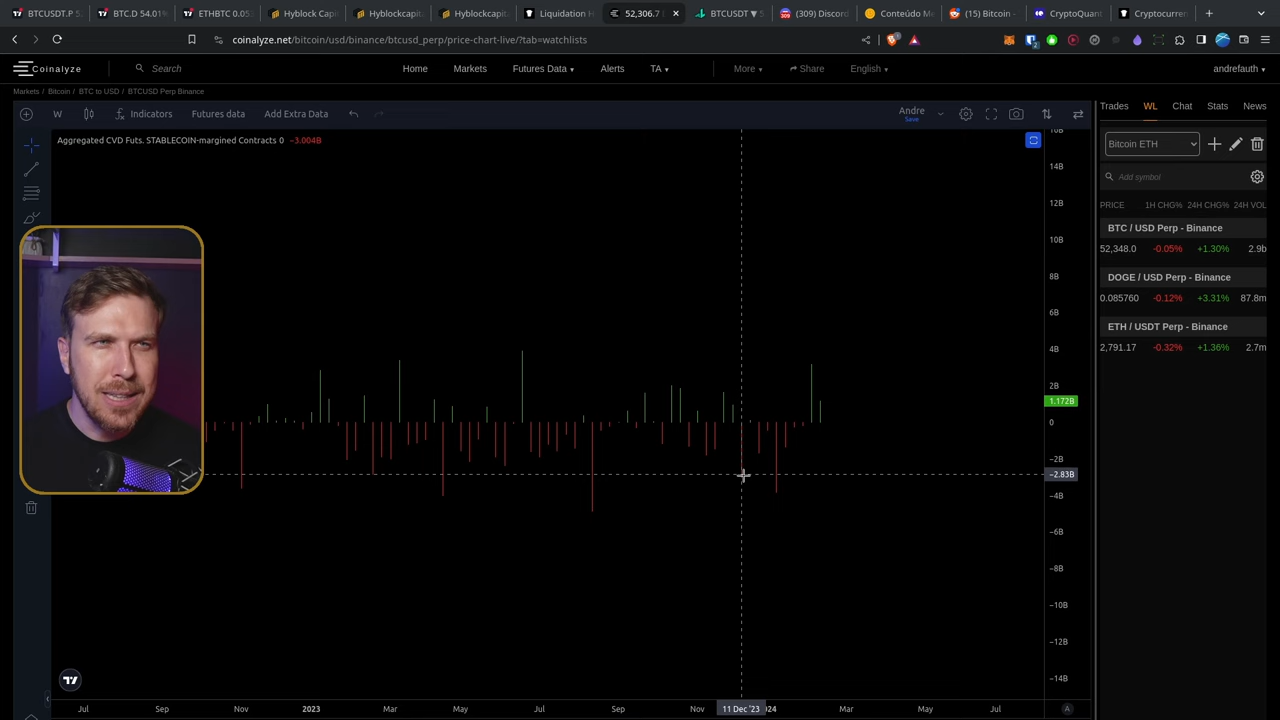 BTCUSDT.P 5
BTC.D 54.01%
ETHBTC 0.05
Hyblock Capi
Hyblockcapit
Hyblockcapit.
Liquidation H
52,306.7 (
BTCUSDT ▼ 5
(309) Discord
Conteúdo Me
(15) Bitcoin -
CryptoQuant
Cryptocurren
coinalyze.net/bitcoin/usd/binance/btcusd_perp/price-chart-live/?tab=watchlists
Coinalyze
Search
Home
Markets
Futures Data
Alerts
TA
More
Share
English
andrefauth
Markets / Bitcoin / BTC to USD / BTCUSD Perp Binance
W
Indicators
Futures data
Add Extra Data
Andre
Save
Trades
WL
Chat
Stats
News
Aggregated CVD Futs. STABLECOIN-margined Contracts 0 −3.004B
Bitcoin ETH
Add symbol
PRICE 1H CHG% 24H CHG% 24H VOL
BTC / USD Perp - Binance
52,348.0 -0.05% +1.30% 2.9b
DOGE / USD Perp - Binance
0.085760 -0.12% +3.31% 87.8m
ETH / USDT Perp - Binance
2,791.17 -0.32% +1.36% 2.7m
16B
14B
12B
10B
8B
6B
4B
2B
1.172B
0
−2B
−2.83B
−4B
−6B
−8B
−10B
−12B
−14B
Jul
Sep
Nov
2023
Mar
May
Jul
Sep
Nov
11 Dec '23
Mar
May
Jul
A